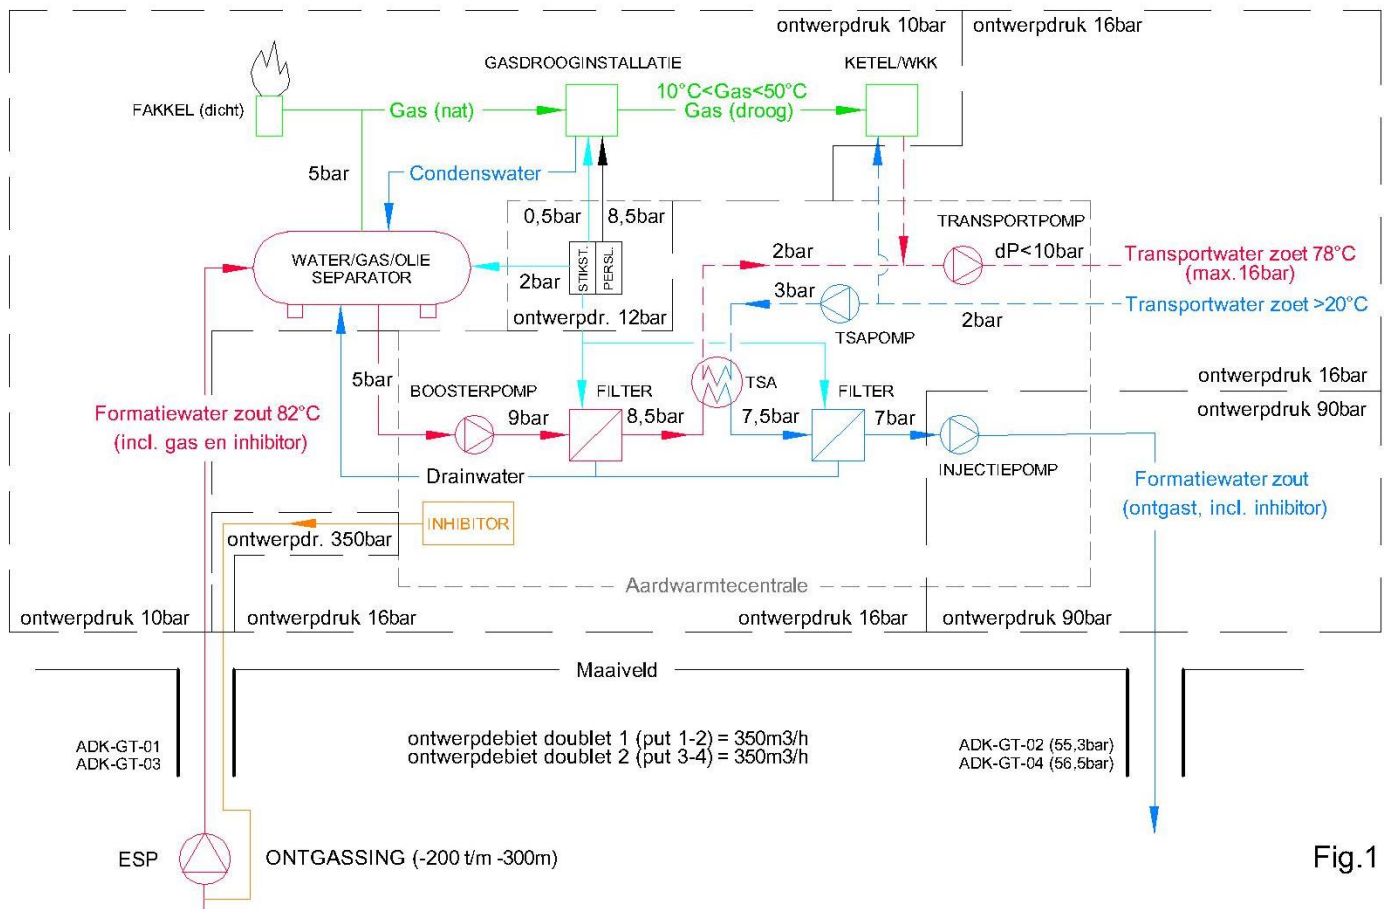 ontwerpdruk 10bar
ontwerpdruk 16bar
GASDROOGINSTALLATIE
KETEL/WKK
FAKKEL (dicht)
Gas (nat)
10°C<Gas<50°C
Gas (droog)
5bar
Condenswater
0,5bar
8,5bar
WATER/GAS/OLIE
SEPARATOR
2bar
STIKST.
PERSL.
ontwerpdr. 12bar
TRANSPORTPOMP
2bar
dP<10bar
Transportwater zoet 78°C
(max.16bar)
3bar
TSAPOMP
2bar
Transportwater zoet >20°C
5bar
BOOSTERPOMP
FILTER
TSA
FILTER
ontwerpdruk 16bar
ontwerpdruk 90bar
Formatiewater zout 82°C
(incl. gas en inhibitor)
9bar
8,5bar
7,5bar
7bar
INJECTIEPOMP
Drainwater
Formatiewater zout
(ontgast, incl. inhibitor)
INHIBITOR
ontwerpdr. 350bar
Aardwarmtecentrale
ontwerpdruk 10bar
ontwerpdruk 16bar
ontwerpdruk 16bar
ontwerpdruk 90bar
Maaiveld
ADK-GT-01
ADK-GT-03
ontwerpdebiet doublet 1 (put 1-2) = 350m3/h
ontwerpdebiet doublet 2 (put 3-4) = 350m3/h
ADK-GT-02 (55,3bar)
ADK-GT-04 (56,5bar)
ESP
ONTGASSING (-200 t/m -300m)
Fig.1